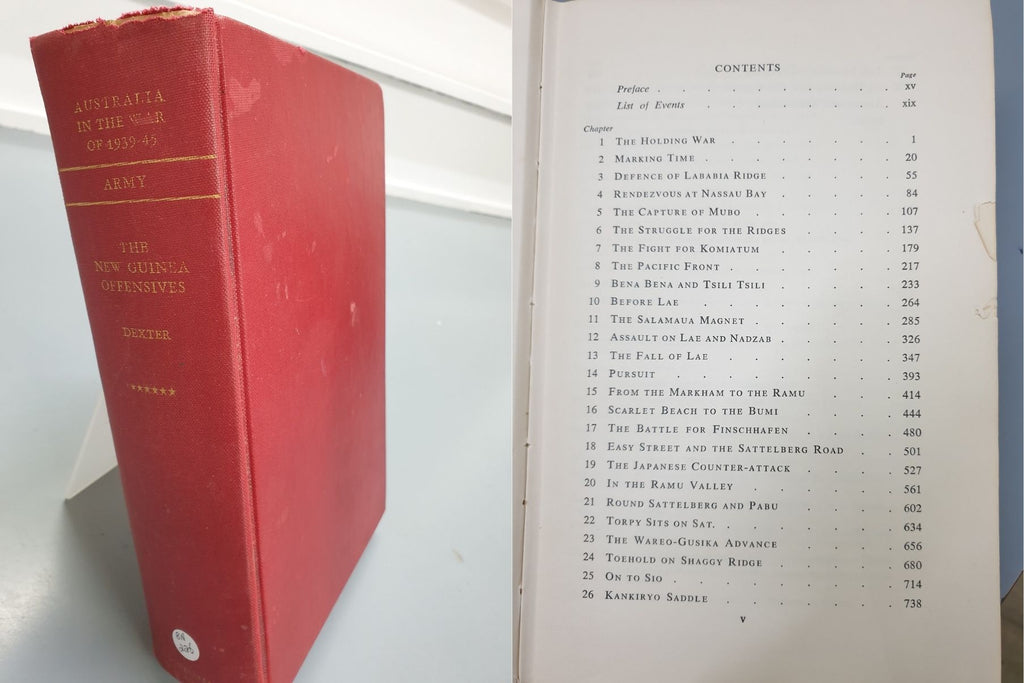 AUSTRALIA
IN THE WAR
OF 1939-45
ARMY
THE
NEW GUINEA
OFFENSIVES
DEXTER
******
BN
226
CONTENTS
Page
Preface . . . . . . . . . . xv
List of Events . . . . . . . . xix
Chapter
1 THE HOLDING WAR . . . . . . . 1
2 MARKING TIME . . . . . . . . 20
3 DEFENCE OF LABABIA RIDGE . . . . . 55
4 RENDEZVOUS AT NASSAU BAY . . . . . 84
5 THE CAPTURE OF MUBO . . . . . . 107
6 THE STRUGGLE FOR THE RIDGES . . . . 137
7 THE FIGHT FOR KOMIATUM . . . . . 179
8 THE PACIFIC FRONT . . . . . . . 217
9 BENA BENA AND TSILI TSILI . . . . . 233
10 BEFORE LAE . . . . . . . . 264
11 THE SALAMAUA MAGNET . . . . . . 285
12 ASSAULT ON LAE AND NADZAB . . . . . 326
13 THE FALL OF LAE . . . . . . . 347
14 PURSUIT . . . . . . . . . 393
15 FROM THE MARKHAM TO THE RAMU . . . 414
16 SCARLET BEACH TO THE BUMI . . . . 444
17 THE BATTLE FOR FINSCHHAFEN . . . . 480
18 EASY STREET AND THE SATTELBERG ROAD . . 501
19 THE JAPANESE COUNTER-ATTACK . . . . 527
20 IN THE RAMU VALLEY . . . . . . 561
21 ROUND SATTELBERG AND PABU . . . . 602
22 TORPY SITS ON SAT. . . . . . . 634
23 THE WAREO-GUSIKA ADVANCE . . . . 656
24 TOEHOLD ON SHAGGY RIDGE . . . . . 680
25 ON TO SIO . . . . . . . . . 714
26 KANKIRYO SADDLE . . . . . . . 738
v